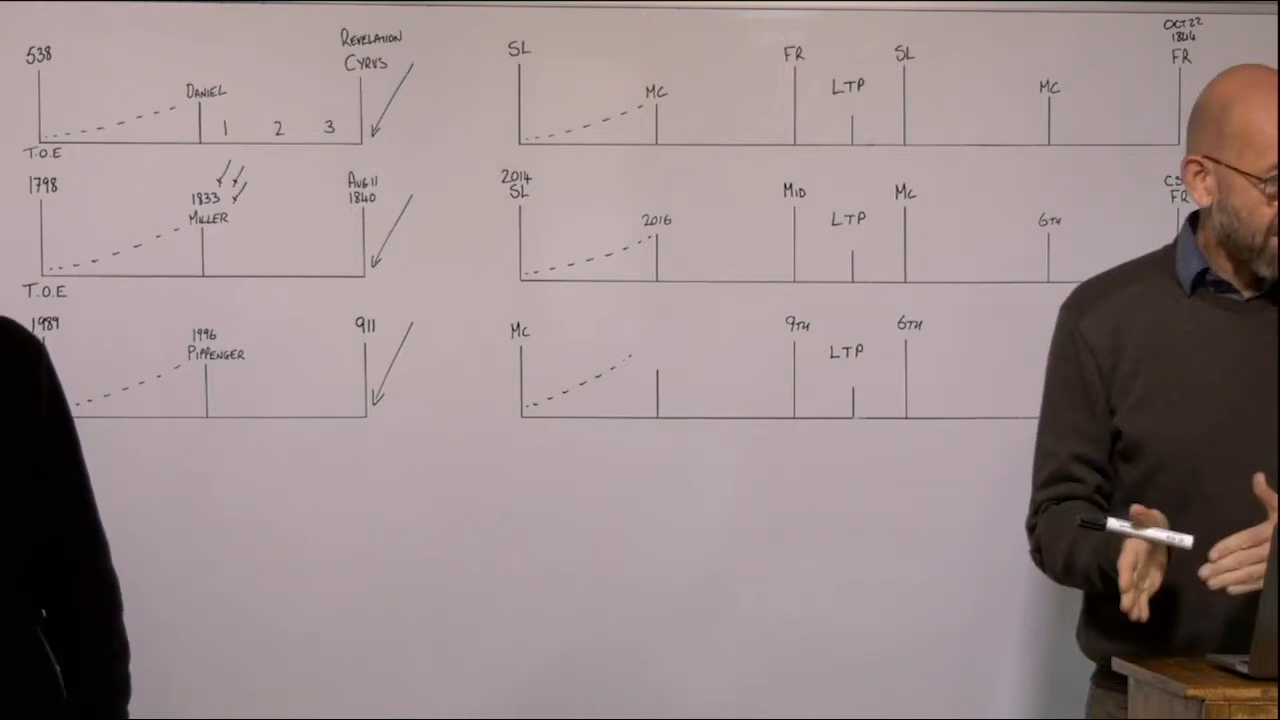 538
DANIEL
REVELATION
CYRUS
1 2 3
T.O.E
SL
MC
FR
LTP
SL
MC
OCT 22
1844
FR
1798
1833
MILLER
AUG 11
1840
T.O.E
2014
SL
2016
MID
LTP
MC
6TH
FR
1989
1996
PIPPENGER
911
MC
9TH
LTP
6TH